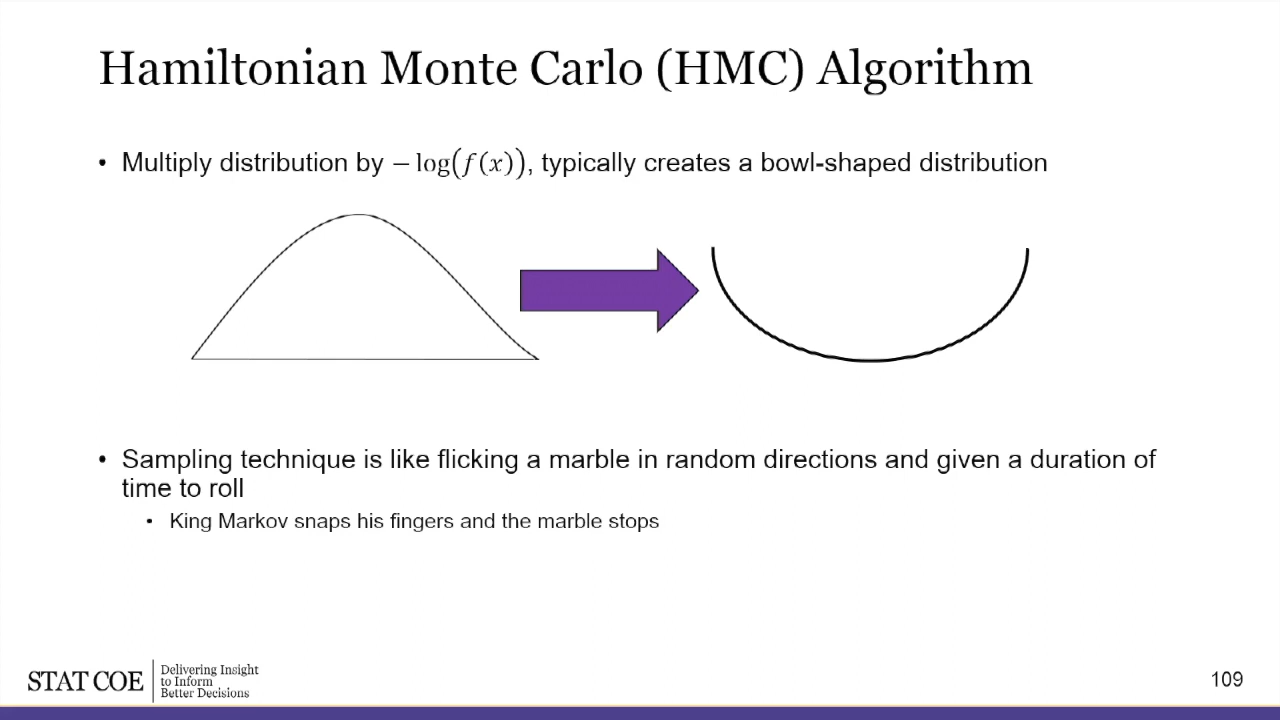 Hamiltonian Monte Carlo (HMC) Algorithm
• Multiply distribution by − log(f(x)), typically creates a bowl-shaped distribution
• Sampling technique is like flicking a marble in random directions and given a duration of
time to roll
• King Markov snaps his fingers and the marble stops
STAT COE
Delivering Insight
to Inform
Better Decisions
109